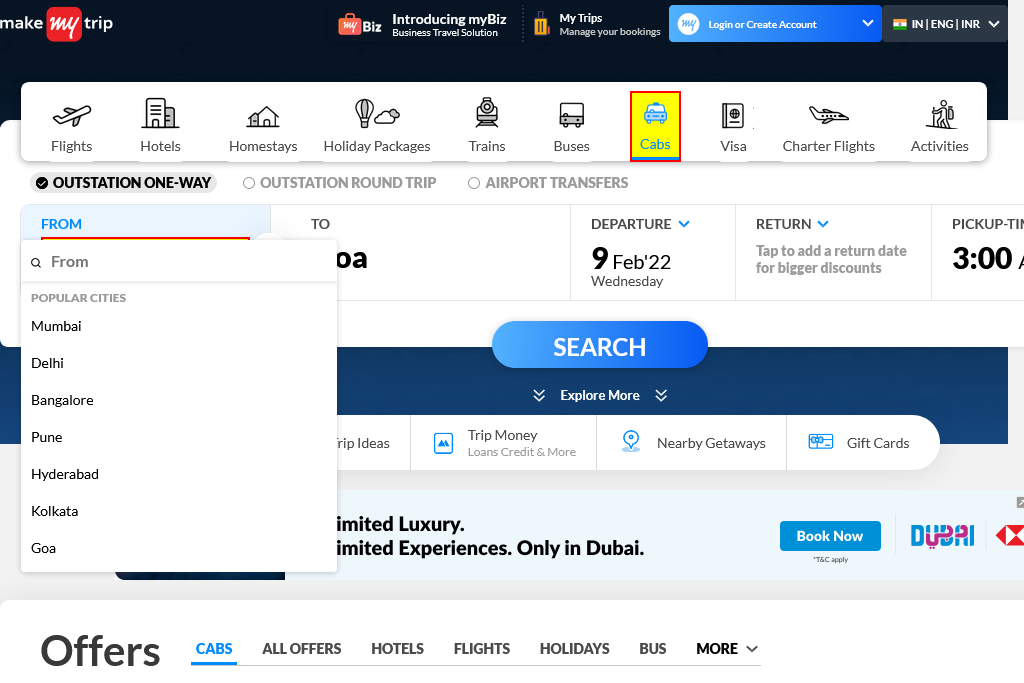 make my trip
my Biz
Introducing myBiz
Business Travel Solution
My Trips
Manage your bookings
my
Login or Create Account
IN | ENG | INR
Flights
Hotels
Homestays
Holiday Packages
Trains
Buses
Cabs
Visa
Charter Flights
Activities
OUTSTATION ONE-WAY
OUTSTATION ROUND TRIP
AIRPORT TRANSFERS
FROM
TO
DEPARTURE
RETURN
PICKUP-TIM
From
oa
9 Feb'22
Wednesday
Tap to add a return date
for bigger discounts
3:00 A
POPULAR CITIES
Mumbai
Delhi
Bangalore
Pune
Hyderabad
Kolkata
Goa
SEARCH
Explore More
Trip Ideas
Trip Money
Loans Credit & More
Nearby Getaways
Gift Cards
imited Luxury.
imited Experiences. Only in Dubai.
Book Now
*T&C apply
DUBAI
Offers
CABS
ALL OFFERS
HOTELS
FLIGHTS
HOLIDAYS
BUS
MORE